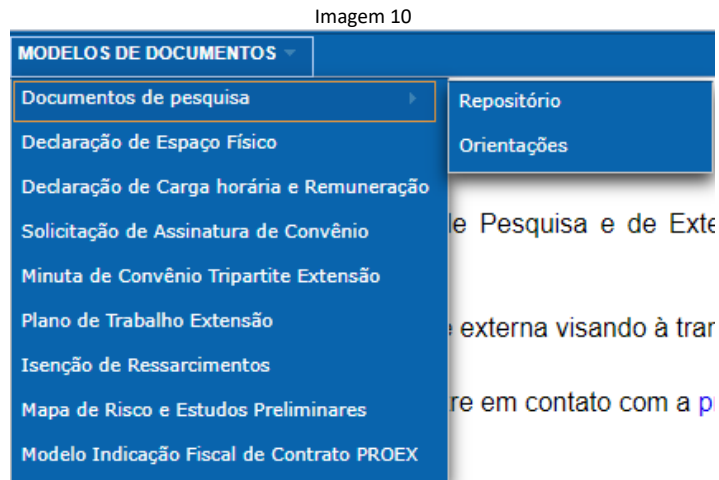 Imagem 10
MODELOS DE DOCUMENTOS
Documentos de pesquisa
Repositório
Orientações
Declaração de Espaço Físico
Declaração de Carga horária e Remuneração
Solicitação de Assinatura de Convênio
Minuta de Convênio Tripartite Extensão
Plano de Trabalho Extensão
Isenção de Ressarcimentos
Mapa de Risco e Estudos Preliminares
Modelo Indicação Fiscal de Contrato PROEX
le Pesquisa e de Exte
externa visando à tran
re em contato com a p